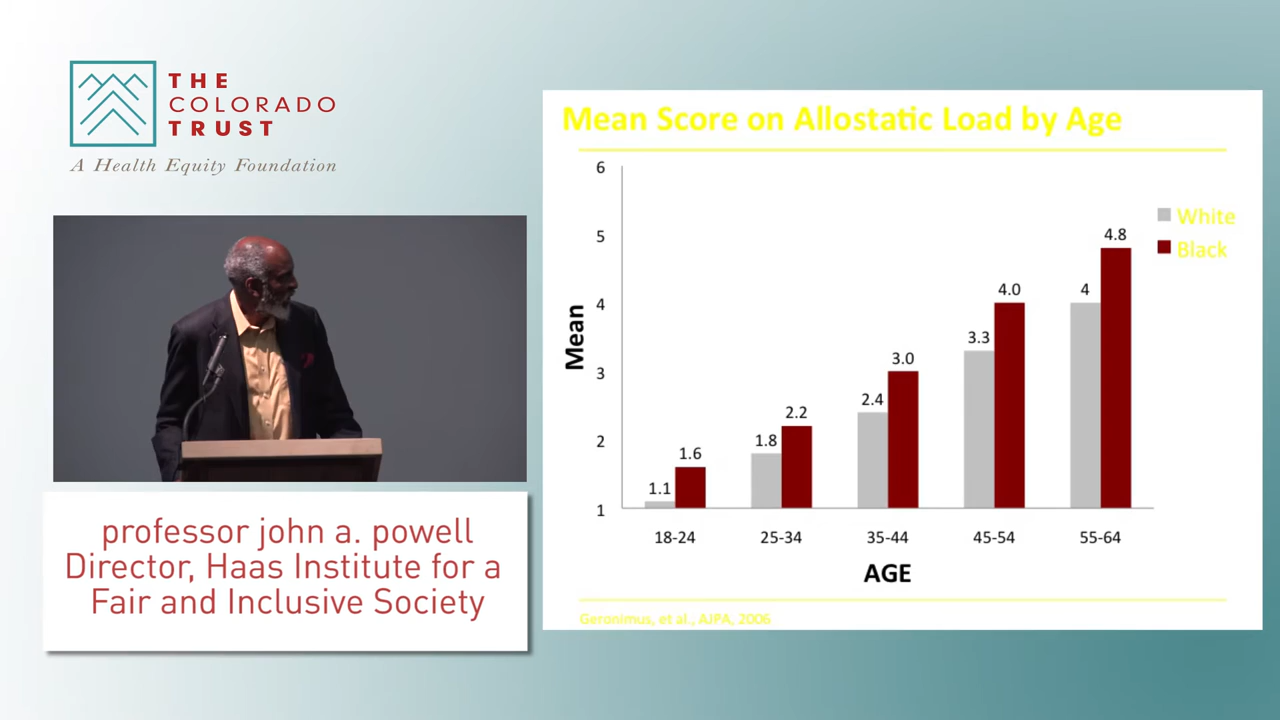 THE
COLORADO
TRUST
A Health Equity Foundation
professor john a. powell
Director, Haas Institute for a
Fair and Inclusive Society
Mean Score on Allostatic Load by Age
6
5
4
3
2
1
Mean
1.1
1.6
1.8
2.2
2.4
3.0
3.3
4.0
4
4.8
White
Black
18-24
25-34
35-44
45-54
55-64
AGE
Geronimus, et al., AJPA, 2006